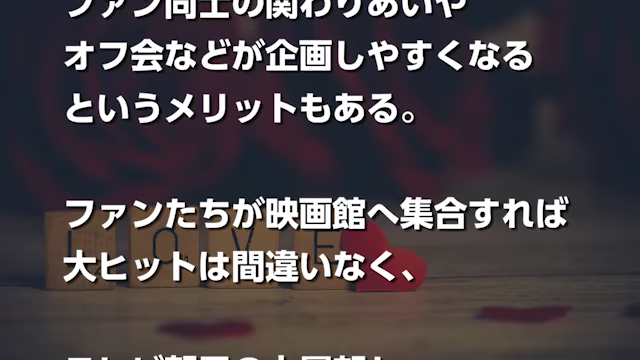 ファン同士の関わりあいや
オフ会などが企画しやすくなる
というメリットもある。
ファンたちが映画館へ集合すれば
大ヒットは間違いなく、
LOVE